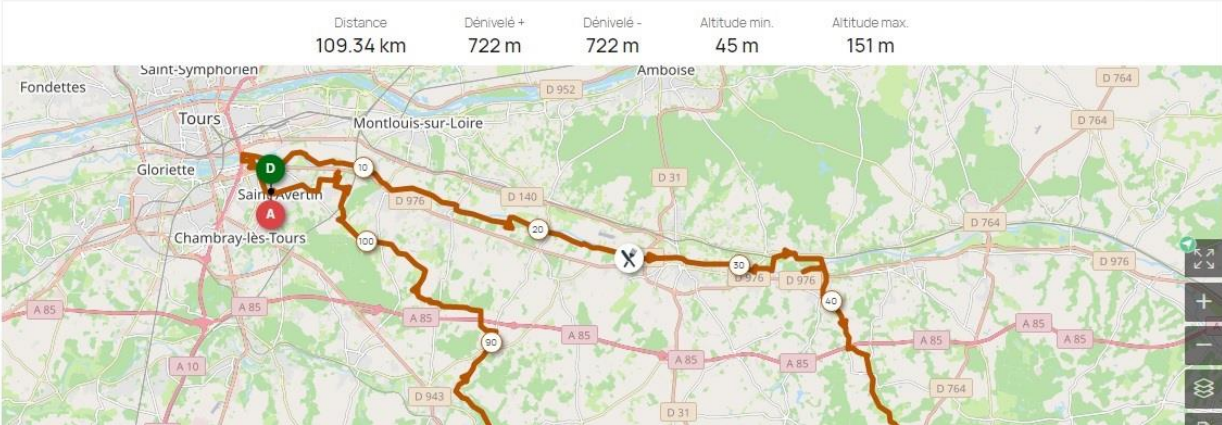 Distance
109.34 km
Dénivelé +
722 m
Dénivelé -
722 m
Altitude min.
45 m
Altitude max.
151 m
Saint-Symphorien
Amboise
Fondettes
D 952
D 764
Tours
Montlouis-sur-Loire
D 764
D
10
Gloriette
D 31
Saint-Avertin
D 976
D 140
A
D 764
20
Chambray-lès-Tours
100
30
D 976
D 976
D 976
40
A 85
A 85
A 85
A 85
A 85
90
A 85
A 85
A 85
A 85
A 10
D 943
D 764
D 31